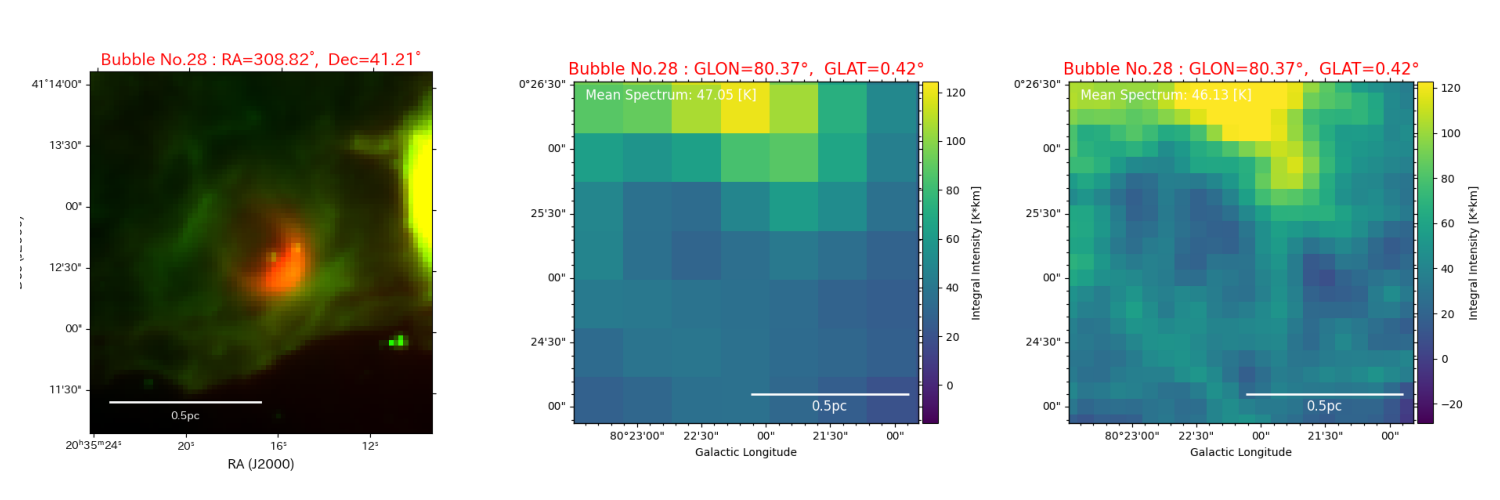 Bubble No.28 : RA=308.82°, Dec=41.21°
41°14'00"
13'30"
00"
12'30"
00"
11'30"
0.5pc
20ʰ35ᵐ24ˢ
20ˢ
16ˢ
12ˢ
RA (J2000)
Bubble No.28 : GLON=80.37°, GLAT=0.42°
Mean Spectrum: 47.05 [K]
0°26'30"
00"
25'30"
00"
24'30"
00"
0.5pc
80°23'00"
22'30"
00"
21'30"
00"
Galactic Longitude
120
100
80
60
40
20
0
Integral Intensity [K*km]
Bubble No.28 : GLON=80.37°, GLAT=0.42°
Mean Spectrum: 46.13 [K]
0°26'30"
00"
25'30"
00"
24'30"
00"
0.5pc
80°23'00"
22'30"
00"
21'30"
00"
Galactic Longitude
120
100
80
60
40
20
0
−20
Integral Intensity [K*km]